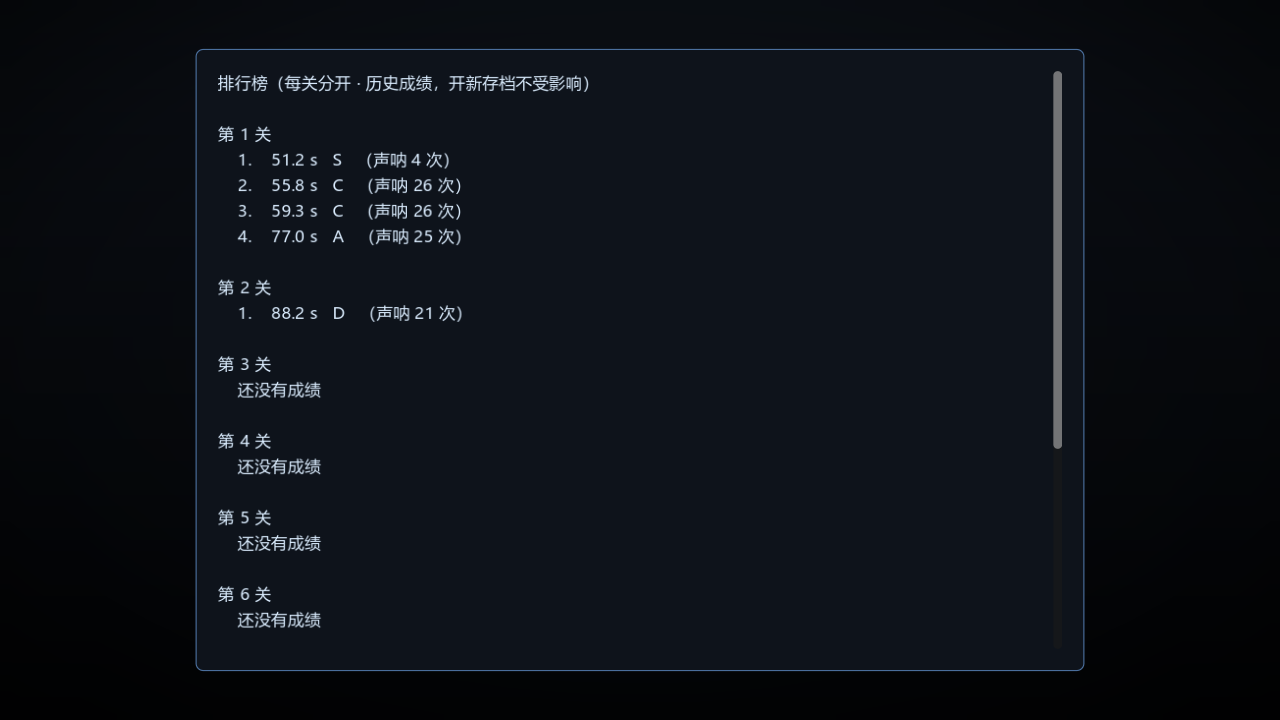 排行榜（每关分开 · 历史成绩，开新存档不受影响）
第 1 关
1. 51.2 s S （声呐 4 次）
2. 55.8 s C （声呐 26 次）
3. 59.3 s C （声呐 26 次）
4. 77.0 s A （声呐 25 次）
第 2 关
1. 88.2 s D （声呐 21 次）
第 3 关
还没有成绩
第 4 关
还没有成绩
第 5 关
还没有成绩
第 6 关
还没有成绩